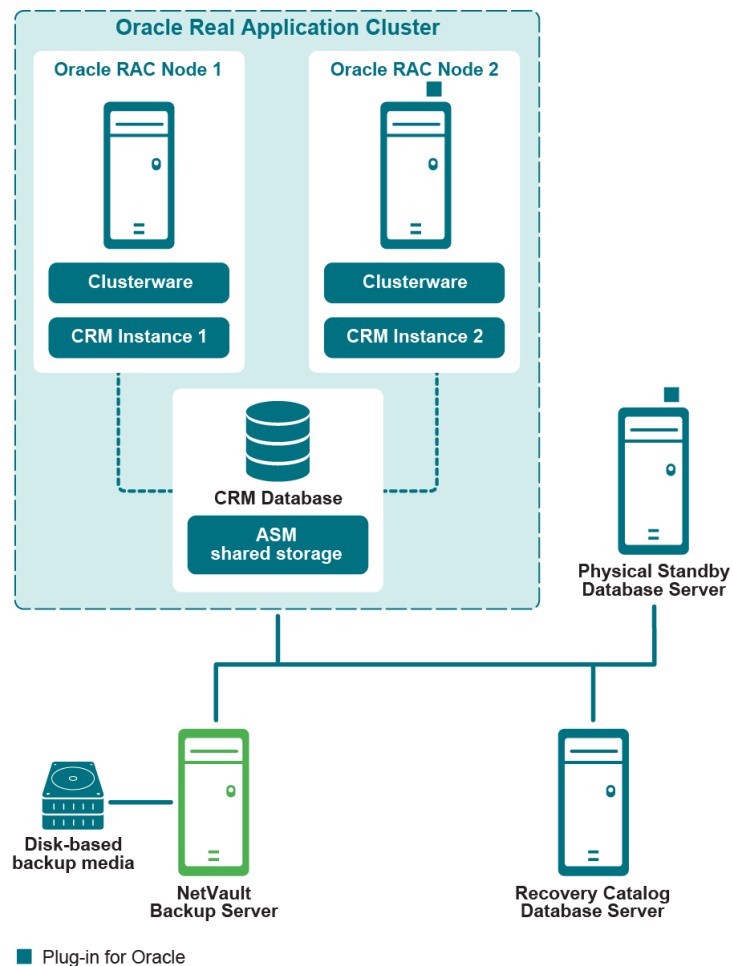 Oracle Real Application Cluster
Oracle RAC Node 1
Oracle RAC Node 2
Clusterware
Clusterware
CRM Instance 1
CRM Instance 2
CRM Database
ASM
shared storage
Physical Standby
Database Server
Disk-based
backup media
NetVault
Backup Server
Recovery Catalog
Database Server
Plug-in for Oracle